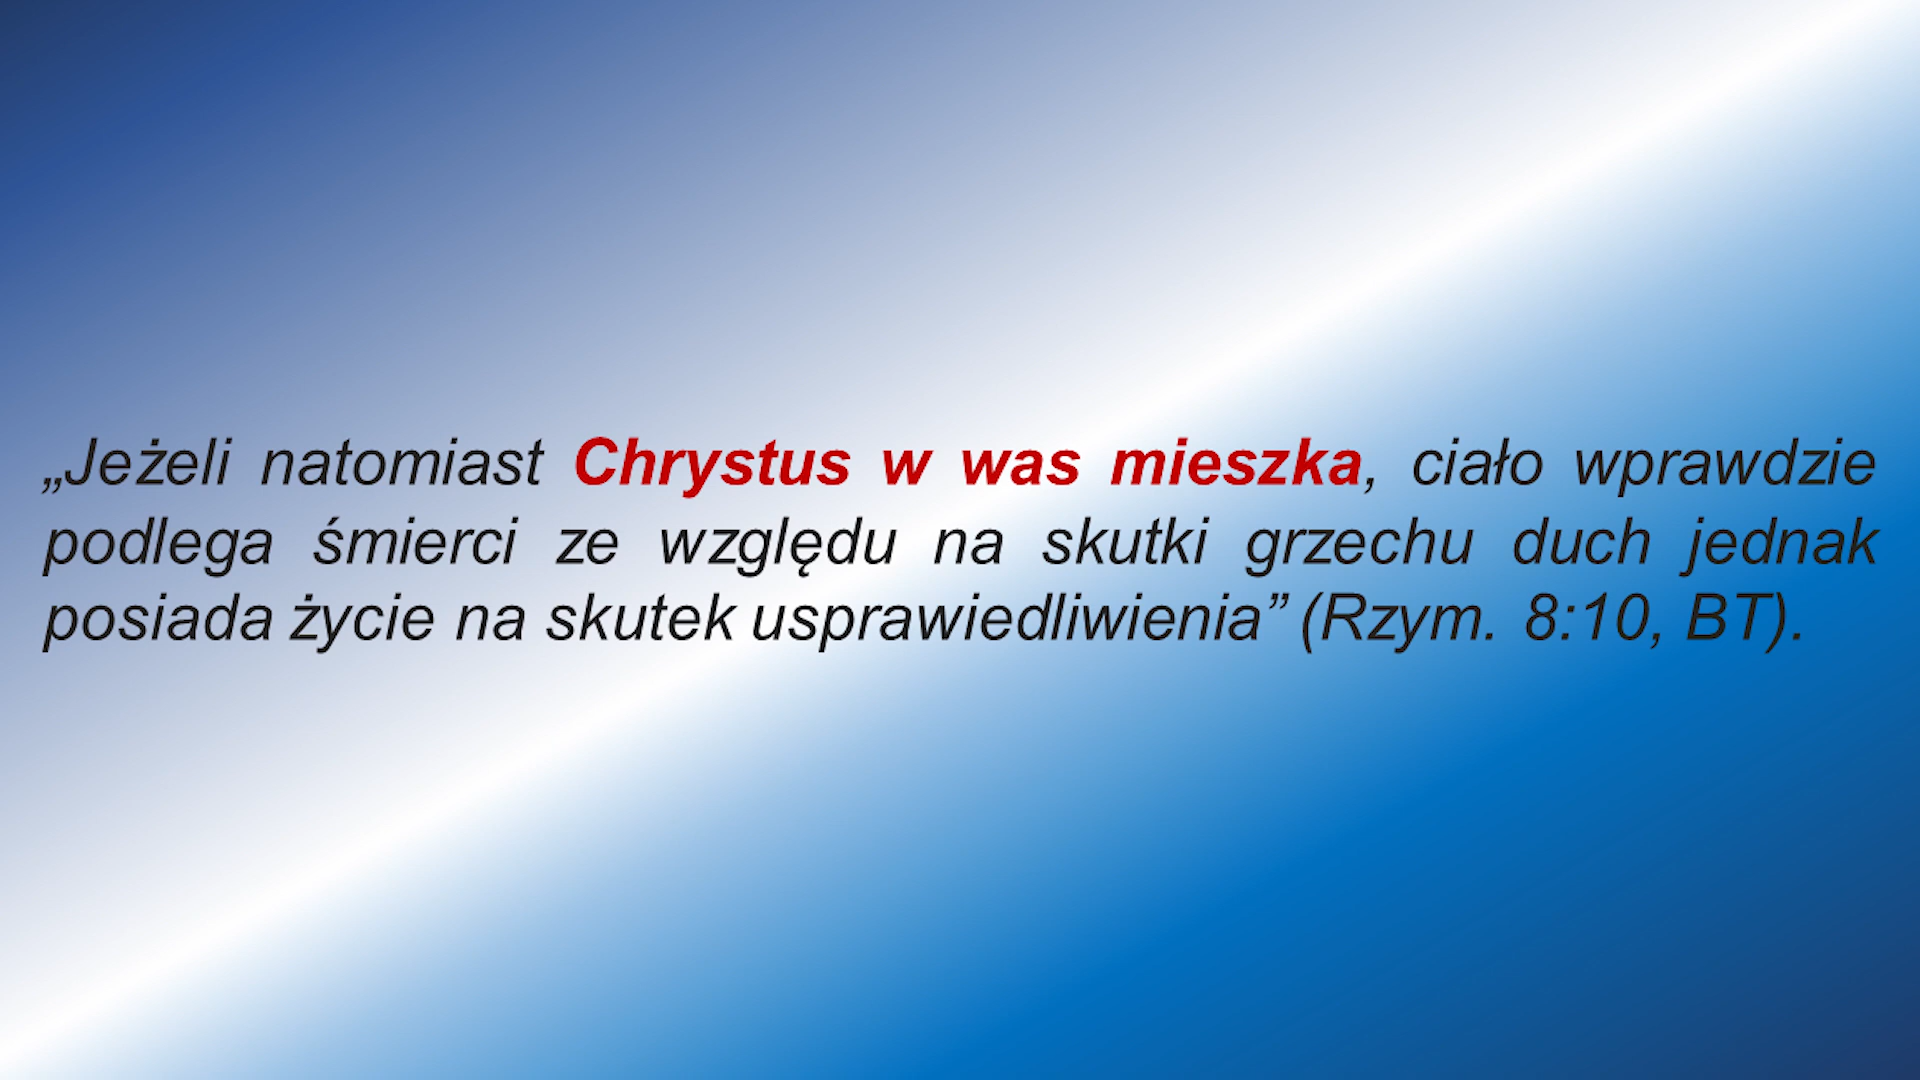 „Jeżeli natomiast Chrystus w was mieszka, ciało wprawdzie
podlega śmierci ze względu na skutki grzechu duch jednak
posiada życie na skutek usprawiedliwienia” (Rzym. 8:10, BT).